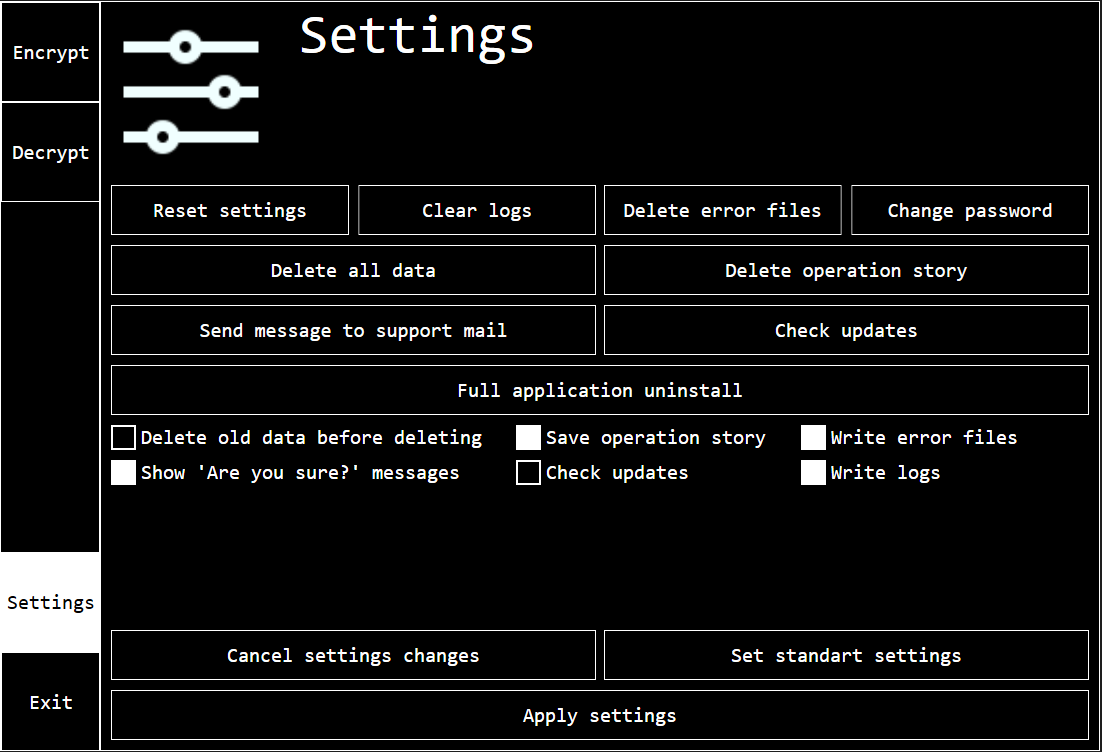 Encrypt
Decrypt
Settings
Exit
Settings
Reset settings Clear logs Delete error files Change password
Delete all data Delete operation story
Send message to support mail Check updates
Full application uninstall
Delete old data before deleting Save operation story Write error files
Show 'Are you sure?' messages Check updates Write logs
Cancel settings changes Set standart settings
Apply settings